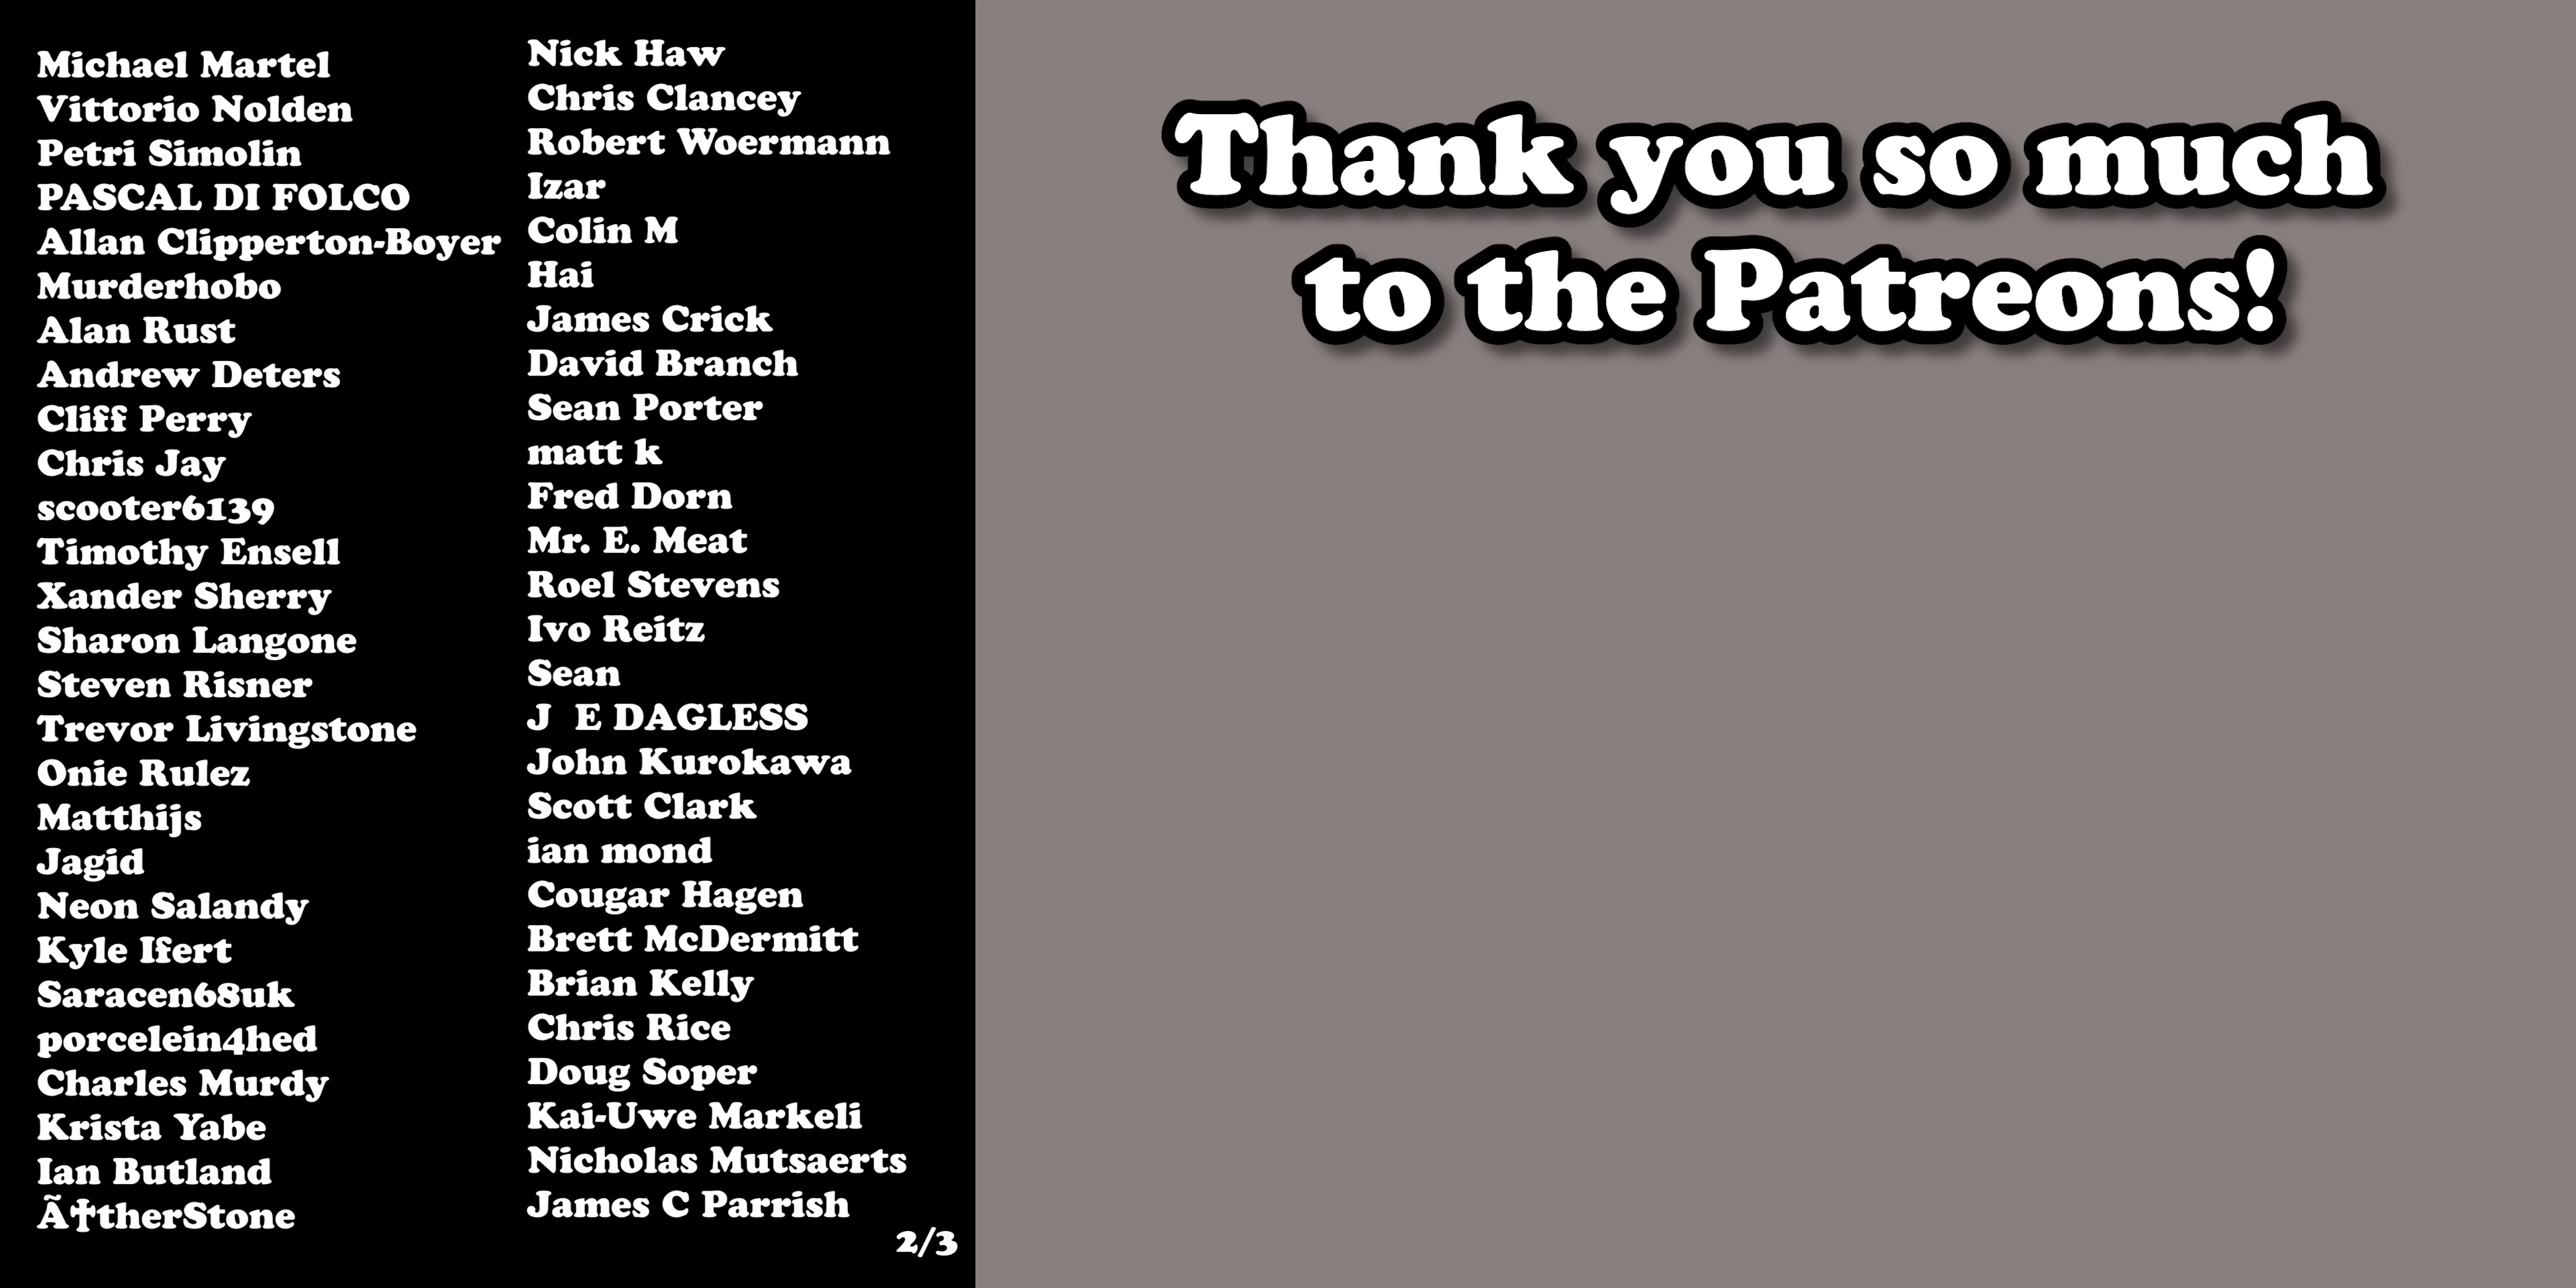 Michael Martel
Vittorio Nolden
Petri Simolin
PASCAL DI FOLCO
Allan Clipperton-Boyer
Murderhobo
Alan Rust
Andrew Deters
Cliff Perry
Chris Jay
scooter6139
Timothy Ensell
Xander Sherry
Sharon Langone
Steven Risner
Trevor Livingstone
Onie Rulez
Matthijs
Jagid
Neon Salandy
Kyle Ifert
Saracen68uk
porcelein4hed
Charles Murdy
Krista Yabe
Ian Butland
Ã†therStone
Nick Haw
Chris Clancey
Robert Woermann
Izar
Colin M
Hai
James Crick
David Branch
Sean Porter
matt k
Fred Dorn
Mr. E. Meat
Roel Stevens
Ivo Reitz
Sean
J  E DAGLESS
John Kurokawa
Scott Clark
ian mond
Cougar Hagen
Brett McDermitt
Brian Kelly
Chris Rice
Doug Soper
Kai-Uwe Markeli
Nicholas Mutsaerts
James C Parrish
2/3
Thank you so much
to the Patreons!